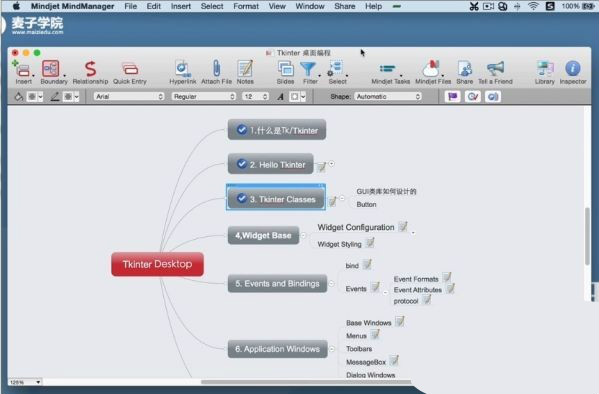 Mindjet MindManager File Edit View Insert Select Format View Window Share Help 100%
麦子学院
www.maiziedu.com
Tkinter 桌面编程
Insert Boundary Relationship Quick Entry Hyperlink Attach File Notes Slides Filter Select Mindjet Tasks Mindjet Files Share Tell a Friend Library Inspector
Arial Regular 12 A Shape: Automatic
1.什么是Tk/Tkinter
2. Hello Tkinter
3. Tkinter Classes
GUI类库如何设计的
Button
4,Widget Base
Widget Configuration
Widget Styling
Tkinter Desktop
5. Events and Bindings
bind
Events
Event Formats
Event Attributes
protocol
6. Application Windows
Base Windows
Menus
Toolbars
MessageBox
Dialog Windows
128%